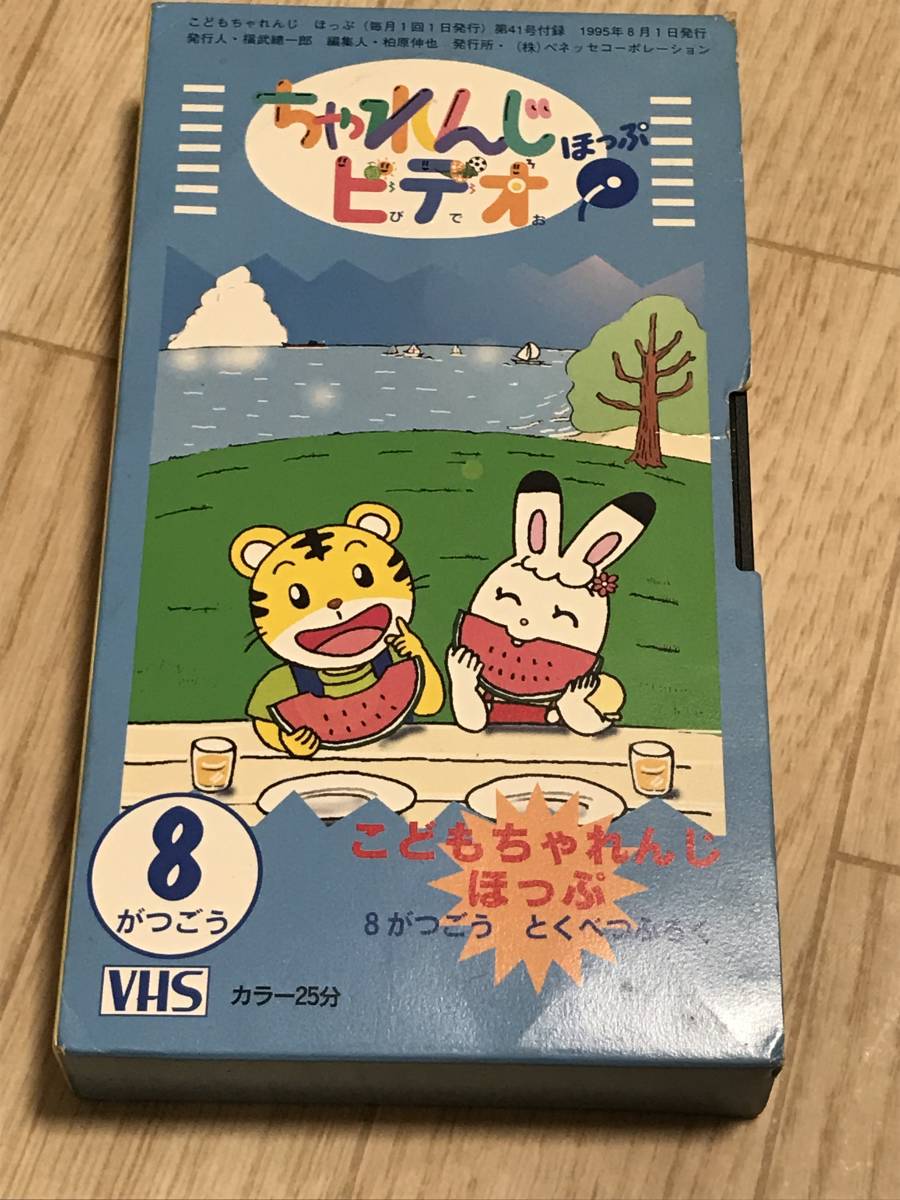 こどもちゃれんじ ほっぷ（毎月1回1日発行）第41号付録 1995年8月1日発行
発行人・福武總一郎 編集人・柏原伸也 発行所・（株）ベネッセコーポレーション
ちゃれんじ
ほっぷ
ビデオ
びでお
こどもちゃれんじ
ほっぷ
8がつごう とくべつふろく
8
がつごう
VHS
カラー25分